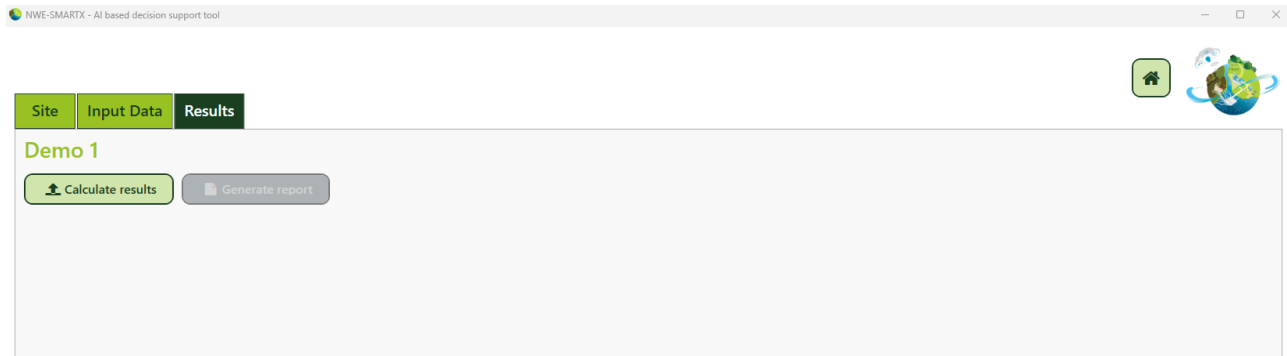 NWE-SMARTX - AI based decision support tool
Site Input Data Results
Demo 1
Calculate results Generate report